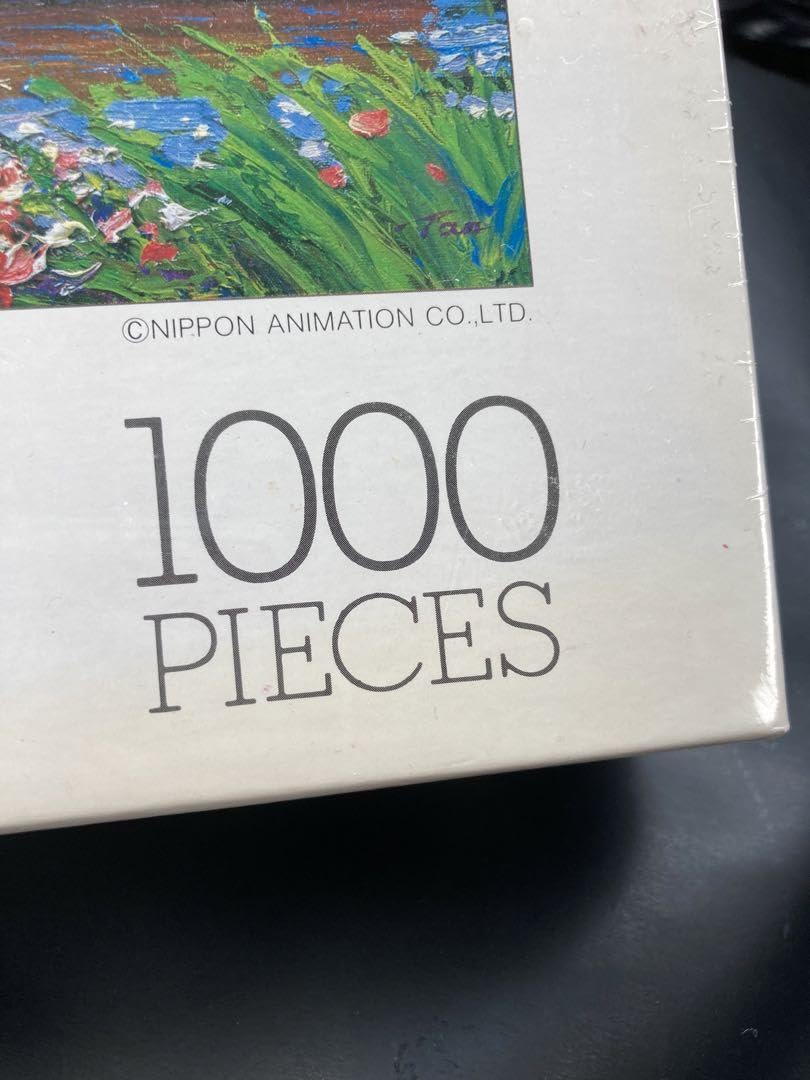 ©NIPPON ANIMATION CO.,LTD.
1000
PIECES